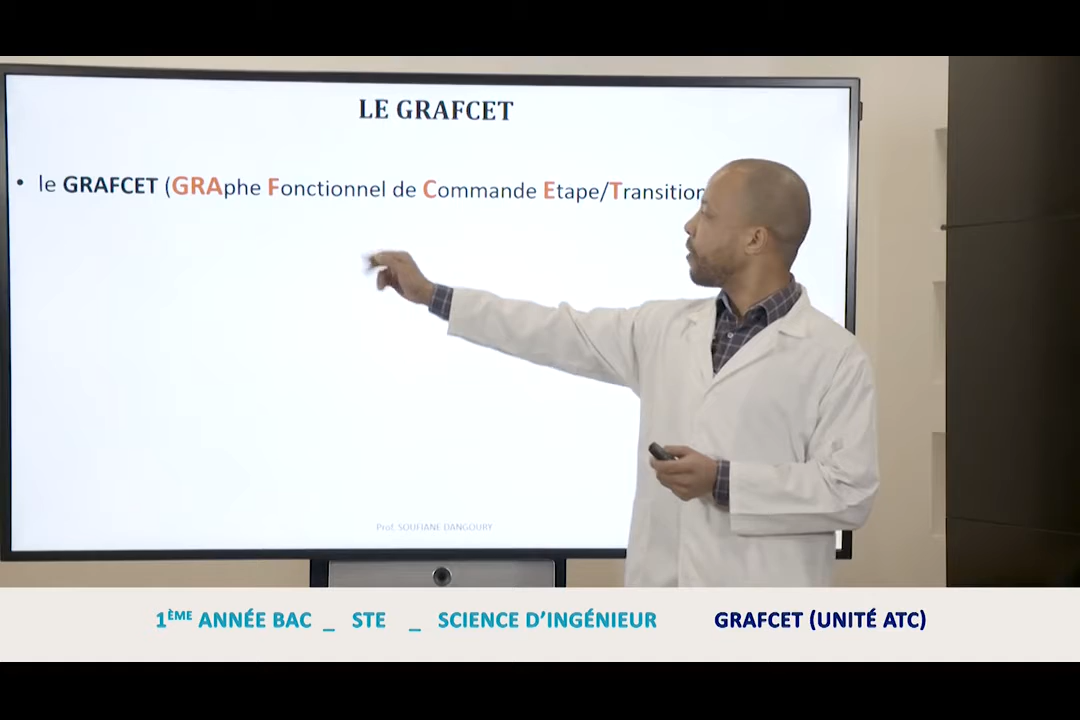 LE GRAFCET
• le GRAFCET (GRAphe Fonctionnel de Commande Etape/Transition
Prof. SOUFIANE DANGOURY
1ÈME ANNÉE BAC _ STE _ SCIENCE D'INGÉNIEUR GRAFCET (UNITÉ ATC)